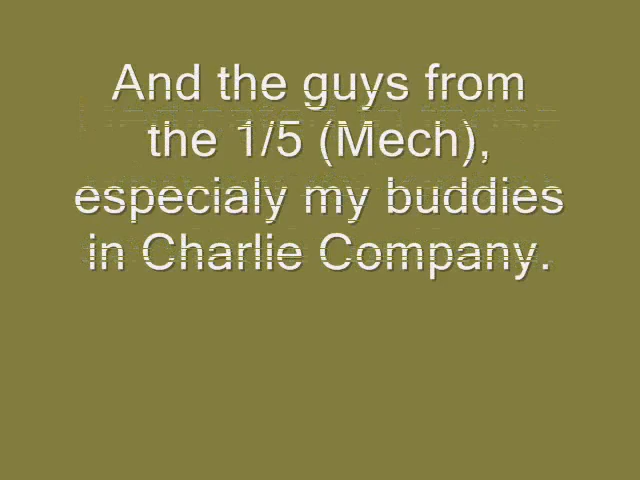 And the guys from
the 1/5 (Mech),
especialy my buddies
in Charlie Company.